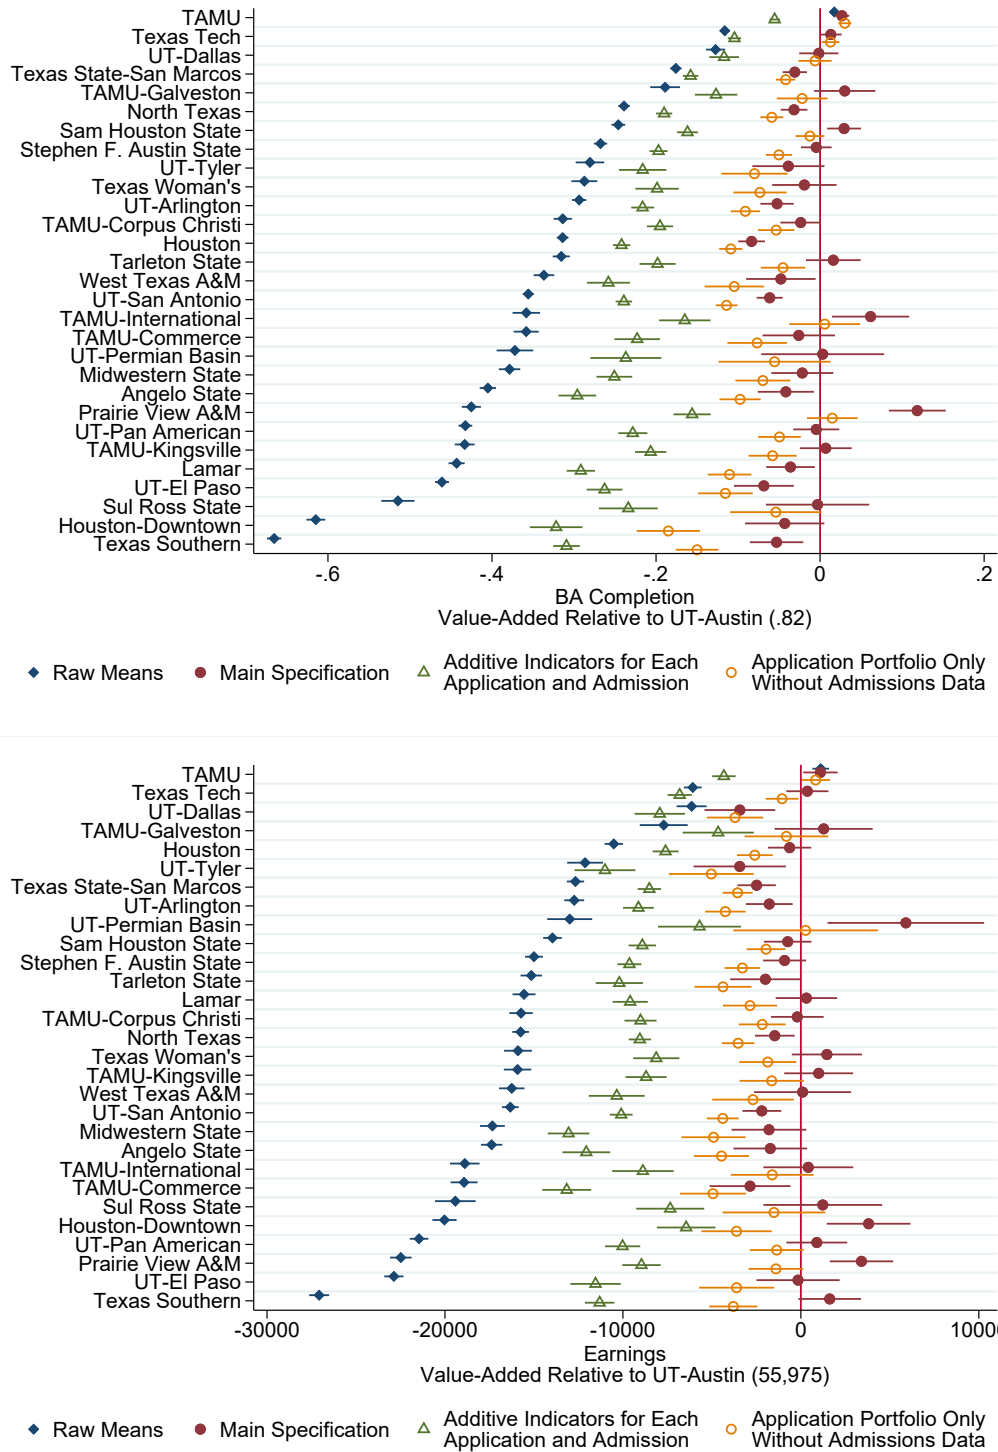 TAMU
Texas Tech
UT-Dallas
Texas State-San Marcos
TAMU-Galveston
North Texas
Sam Houston State
Stephen F. Austin State
UT-Tyler
Texas Woman's
UT-Arlington
TAMU-Corpus Christi
Houston
Tarleton State
West Texas A&M
UT-San Antonio
TAMU-International
TAMU-Commerce
UT-Permian Basin
Midwestern State
Angelo State
Prairie View A&M
UT-Pan American
TAMU-Kingsville
Lamar
UT-El Paso
Sul Ross State
Houston-Downtown
Texas Southern
-.6 -.4 -.2 0 .2
BA Completion
Value-Added Relative to UT-Austin (.82)
Raw Means Main Specification Additive Indicators for Each Application Portfolio Only
Application and Admission Without Admissions Data
TAMU
Texas Tech
UT-Dallas
TAMU-Galveston
Houston
UT-Tyler
Texas State-San Marcos
UT-Arlington
UT-Permian Basin
Sam Houston State
Stephen F. Austin State
Tarleton State
Lamar
TAMU-Corpus Christi
North Texas
Texas Woman's
TAMU-Kingsville
West Texas A&M
UT-San Antonio
Midwestern State
Angelo State
TAMU-International
TAMU-Commerce
Sul Ross State
Houston-Downtown
UT-Pan American
Prairie View A&M
UT-El Paso
Texas Southern
-30000 -20000 -10000 0 10000
Earnings
Value-Added Relative to UT-Austin (55,975)
Raw Means Main Specification Additive Indicators for Each Application Portfolio Only
Application and Admission Without Admissions Data